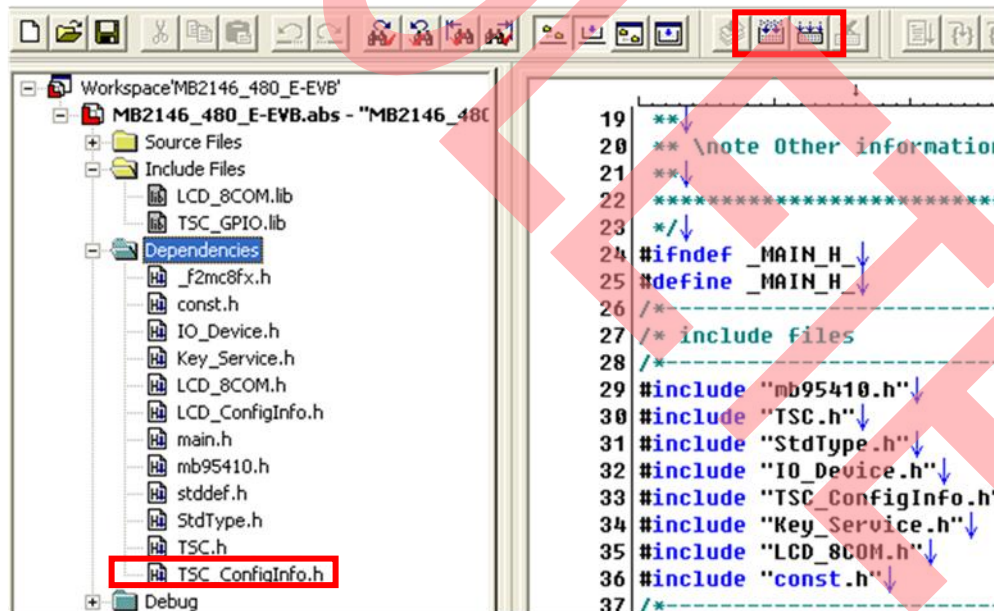 Workspace'MB2146_480_E-EVB'
MB2146_480_E-EVB.abs - "MB2146_480
Source Files
Include Files
LCD_8COM.lib
TSC_GPIO.lib
Dependencies
_f2mc8fx.h
const.h
IO_Device.h
Key_Service.h
LCD_8COM.h
LCD_ConfigInfo.h
main.h
mb95410.h
stddef.h
StdType.h
TSC.h
TSC_ConfigInfo.h
Debug
19 **↓
20 ** \note Other information
21 **↓
22 ******************************
23 */↓
24 #ifndef _MAIN_H_↓
25 #define _MAIN_H_↓
26 /*---------------------------
27 /* include files
28 /*---------------------------
29 #include "mb95410.h"↓
30 #include "TSC.h"↓
31 #include "StdType.h"↓
32 #include "IO_Device.h"↓
33 #include "TSC_ConfigInfo.h"
34 #include "Key_Service.h"↓
35 #include "LCD_8COM.h"↓
36 #include "const.h"↓
37 /*---------------------------